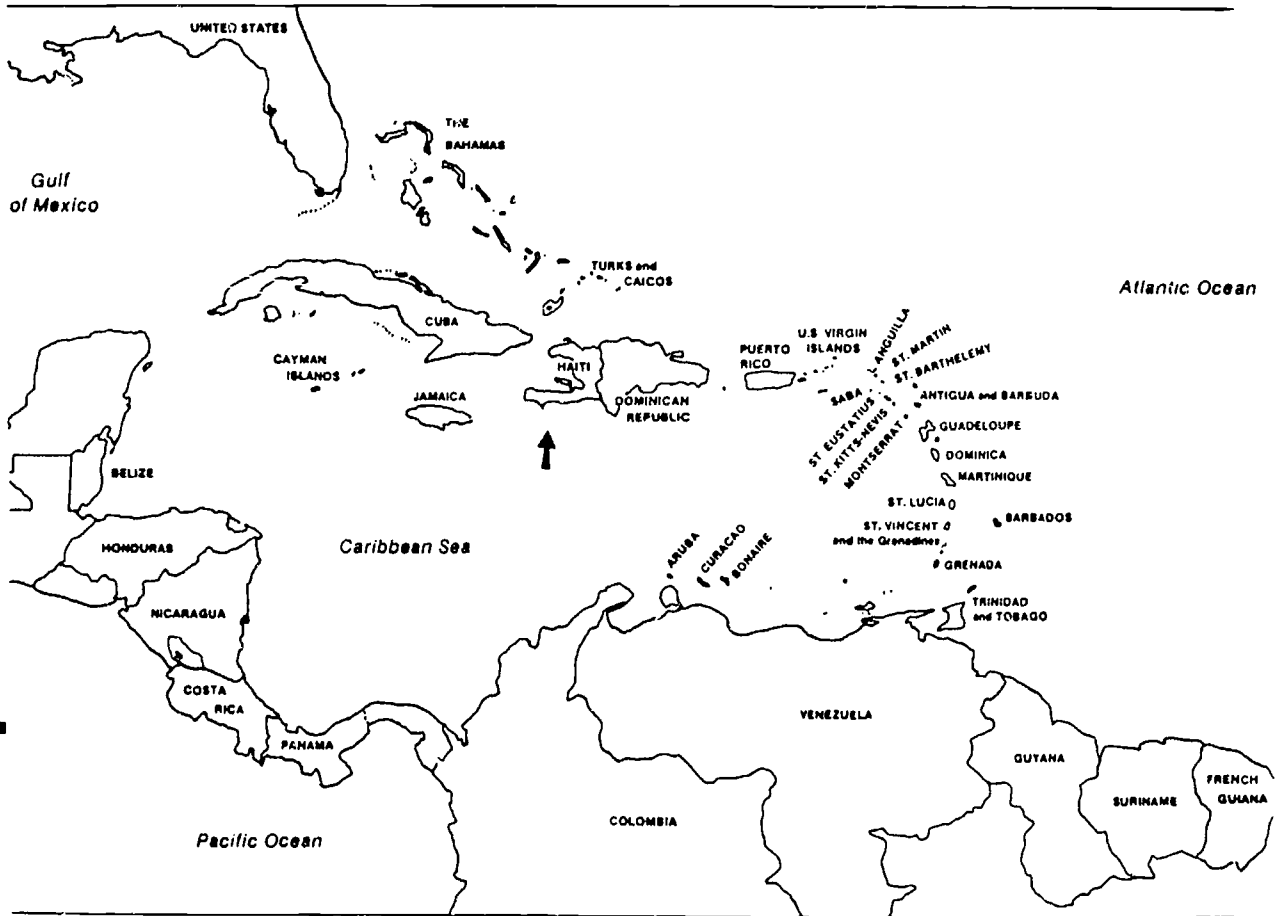 UNITED STATES
THE
BAHAMAS
Gulf
of Mexico
TURKS and
CAICOS
Atlantic Ocean
CUBA
CAYMAN
ISLANDS
JAMAICA
HAITI
DOMINICAN
REPUBLIC
PUERTO
RICO
U.S. VIRGIN
ISLANDS
ANGUILLA
ST. MARTIN
ST. BARTHELEMY
SABA
ST EUSTATIUS
ST. KITTS-NEVIS
MONTSERRAT
ANTIGUA and BARBUDA
GUADELOUPE
DOMINICA
MARTINIQUE
ST. LUCIA
ST. VINCENT
and the Grenadines
BARBADOS
GRENADA
TRINIDAD
and TOBAGO
BELIZE
HONDURAS
Caribbean Sea
ARUBA
CURACAO
BONAIRE
NICARAGUA
COSTA
RICA
PANAMA
VENEZUELA
GUYANA
SURINAME
FRENCH
GUIANA
COLOMBIA
Pacific Ocean